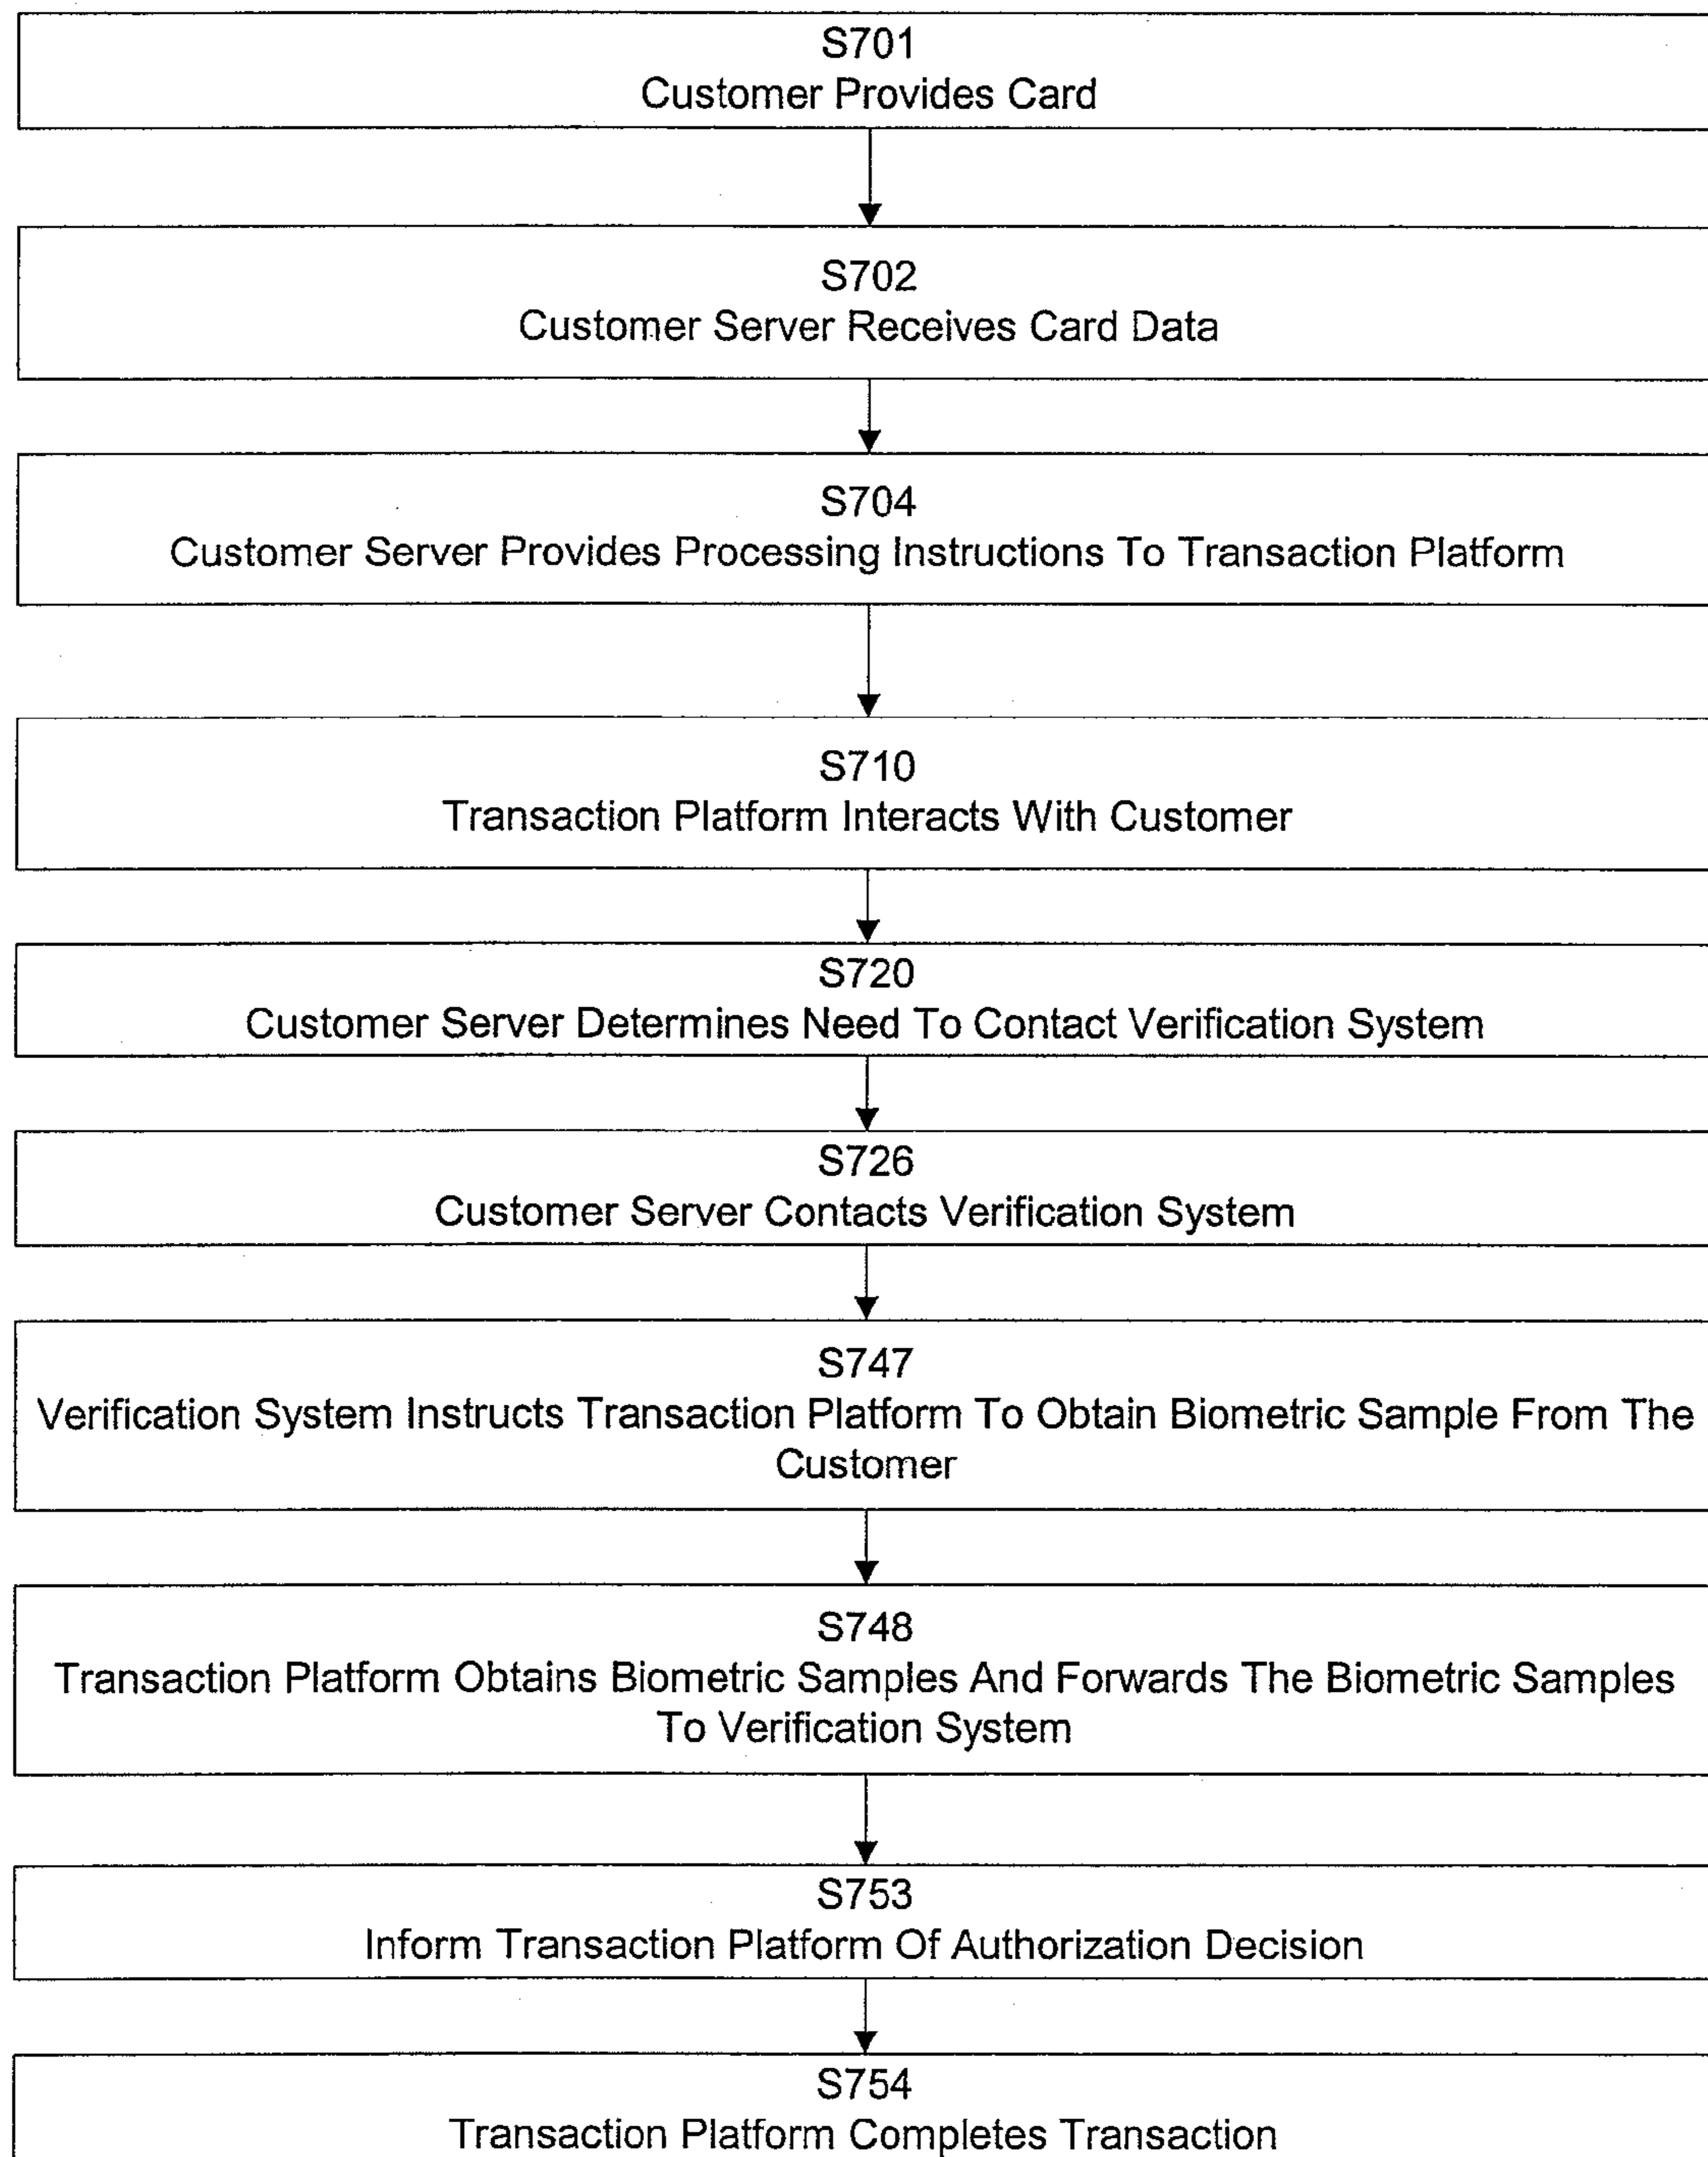 S701
Customer Provides Card
S702
Customer Server Receives Card Data
S704
Customer Server Provides Processing Instructions To Transaction Platform
S710
Transaction Platform Interacts With Customer
S720
Customer Server Determines Need To Contact Verification System
S726
Customer Server Contacts Verification System
S747
Verification System Instructs Transaction Platform To Obtain Biometric Sample From The
Customer
S748
Transaction Platform Obtains Biometric Samples And Forwards The Biometric Samples
To Verification System
S753
Inform Transaction Platform Of Authorization Decision
S754
Transaction Platform Completes Transaction